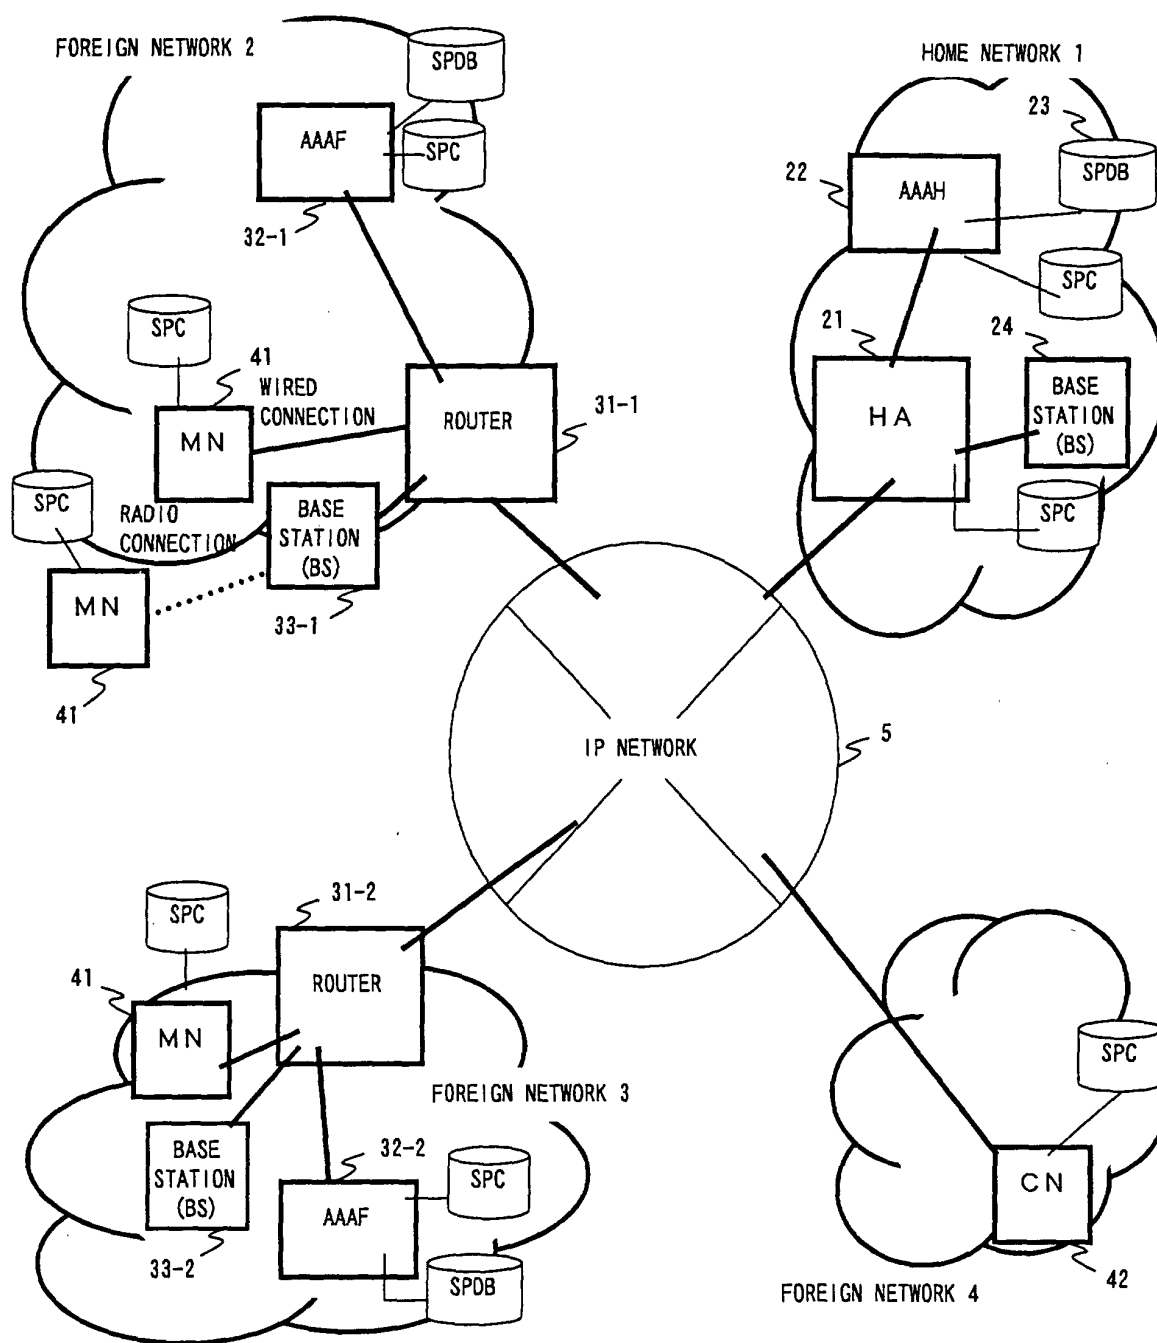 FOREIGN NETWORK 2
SPDB
AAAF
SPC
32-1
SPC
41
WIRED
CONNECTION
MN
ROUTER
31-1
SPC
RADIO
CONNECTION
BASE
STATION
(BS)
MN
33-1
41
HOME NETWORK 1
23
SPDB
22
AAAH
SPC
21
24
HA
BASE
STATION
(BS)
SPC
IP NETWORK
5
SPC
31-2
ROUTER
41
MN
FOREIGN NETWORK 3
BASE
STATION
(BS)
32-2
SPC
AAAF
33-2
SPDB
SPC
CN
42
FOREIGN NETWORK 4